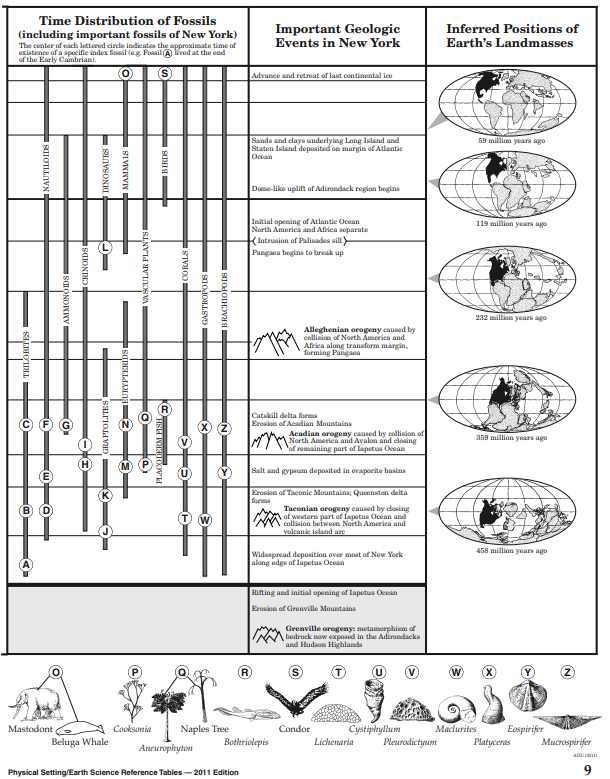 Time Distribution of Fossils
(including important fossils of New York)
The center of each lettered circle indicates the approximate time of
existence of a specific index fossil (e.g. Fossil A lived at the end
of the Early Cambrian).
Important Geologic
Events in New York
Inferred Positions of
Earth's Landmasses
O
S
NAUTILOIDS
DINOSAURS
MAMMALS
BIRDS
AMMONOIDS
CRINOIDS
VASCULAR PLANTS
CORALS
GASTROPODS
BRACHIOPODS
L
TRILOBITES
EURYPTERIDS
GRAPTOLITES
PLACODERM FISH
C
F
G
I
N
Q
R
V
X
Z
H
M
P
U
Y
E
K
B
D
T
W
J
A
Advance and retreat of last continental ice
Sands and clays underlying Long Island and
Staten Island deposited on margin of Atlantic
Ocean
Dome-like uplift of Adirondack region begins
Initial opening of Atlantic Ocean
North America and Africa separate
Intrusion of Palisades sill
Pangaea begins to break up
Alleghenian orogeny caused by
collision of North America and
Africa along transform margin,
forming Pangaea
Catskill delta forms
Erosion of Acadian Mountains
Acadian orogeny caused by collision of
North America and Avalon and closing
of remaining part of Iapetus Ocean
Salt and gypsum deposited in evaporite basins
Erosion of Taconic Mountains; Queenston delta
forms
Taconian orogeny caused by closing
of western part of Iapetus Ocean and
collision between North America and
volcanic island arc
Widespread deposition over most of New York
along edge of Iapetus Ocean
Rifting and initial opening of Iapetus Ocean
Erosion of Grenville Mountains
Grenville orogeny: metamorphism of
bedrock now exposed in the Adirondacks
and Hudson Highlands
59 million years ago
119 million years ago
232 million years ago
359 million years ago
458 million years ago
O
P
Q
R
S
T
U
V
W
X
Y
Z
Mastodont
Beluga Whale
Cooksonia
Aneurophyton
Naples Tree
Bothriolepis
Condor
Lichenaria
Cystiphyllum
Pleurodictyum
Maclurites
Platyceras
Eospirifer
Mucrospirifer
Physical Setting/Earth Science Reference Tables — 2011 Edition
9